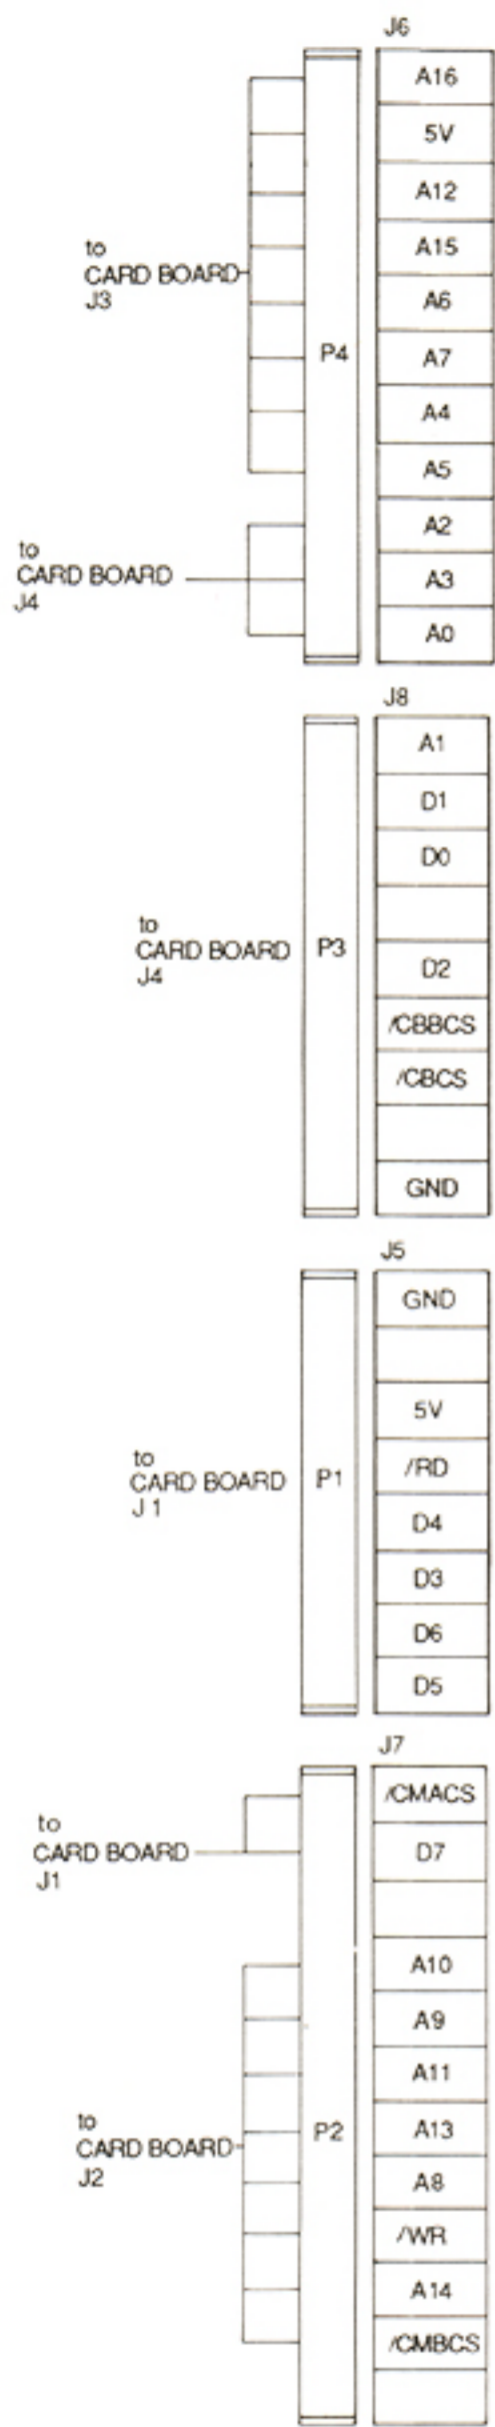 J6
A16
5V
A12
A15
to
CARD BOARD
J3
A6
P4
A7
A4
A5
A2
to
CARD BOARD
J4
A3
A0
J8
A1
D1
D0
to
CARD BOARD
J4
P3
D2
/CBBCS
/CBCS
GND
J5
GND
5V
to
CARD BOARD
J 1
P1
/RD
D4
D3
D6
D5
J7
/CMACS
to
CARD BOARD
J1
D7
A10
A9
A11
to
CARD BOARD
J2
P2
A13
A8
/WR
A14
/CMBCS